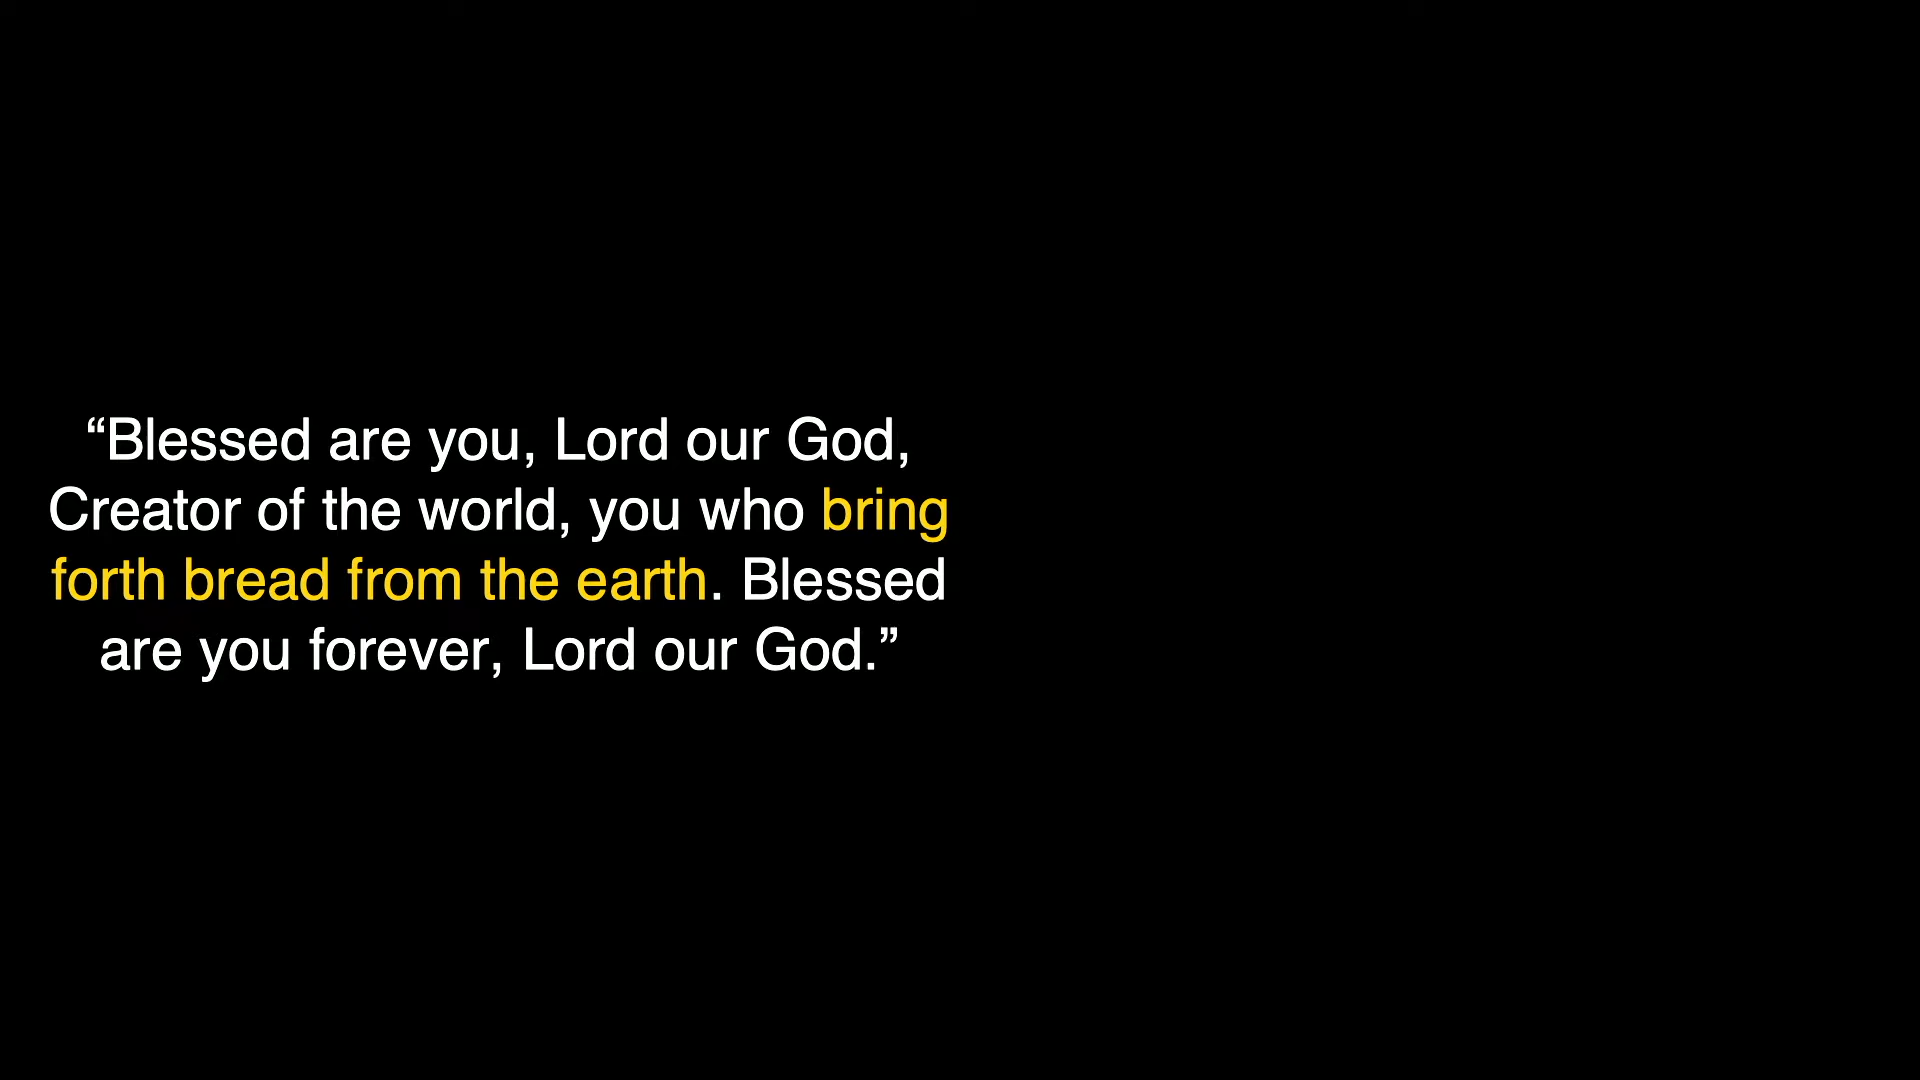 “Blessed are you, Lord our God,
Creator of the world, you who bring
forth bread from the earth. Blessed
are you forever, Lord our God.”